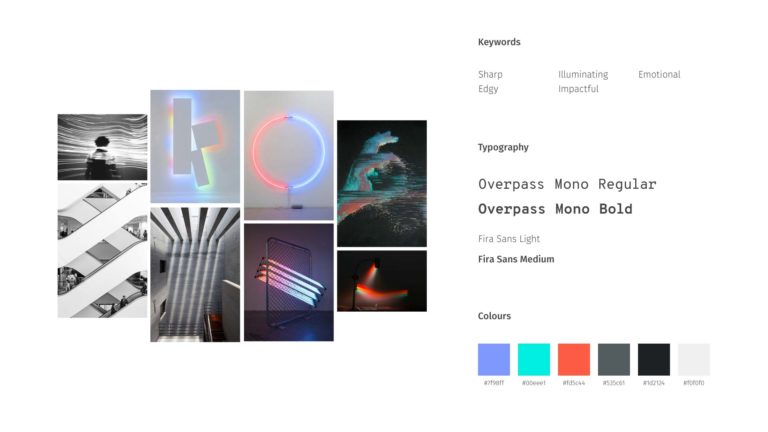 Keywords
Sharp Illuminating Emotional
Edgy Impactful
Typography
Overpass Mono Regular
Overpass Mono Bold
Fira Sans Light
Fira Sans Medium
Colours
#7f98ff #00eee1 #fd5c44 #535c61 #1d2124 #f0f0f0